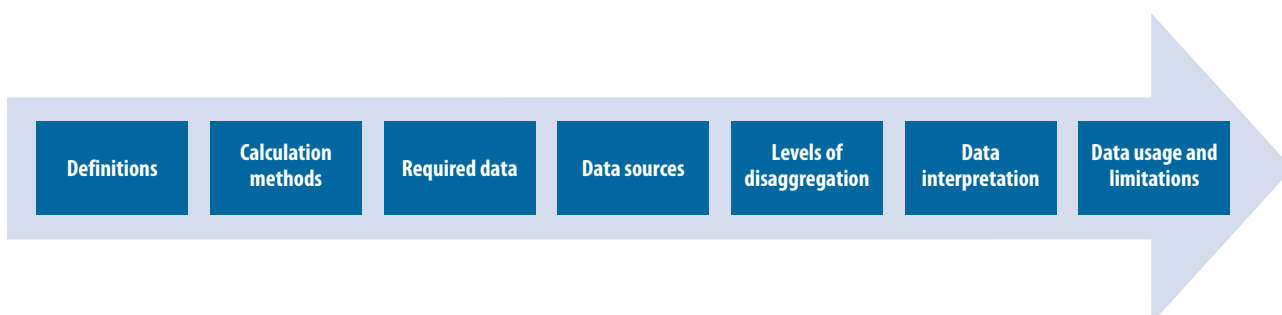 Definitions
Calculation
methods
Required data
Data sources
Levels of
disaggregation
Data
interpretation
Data usage and
limitations